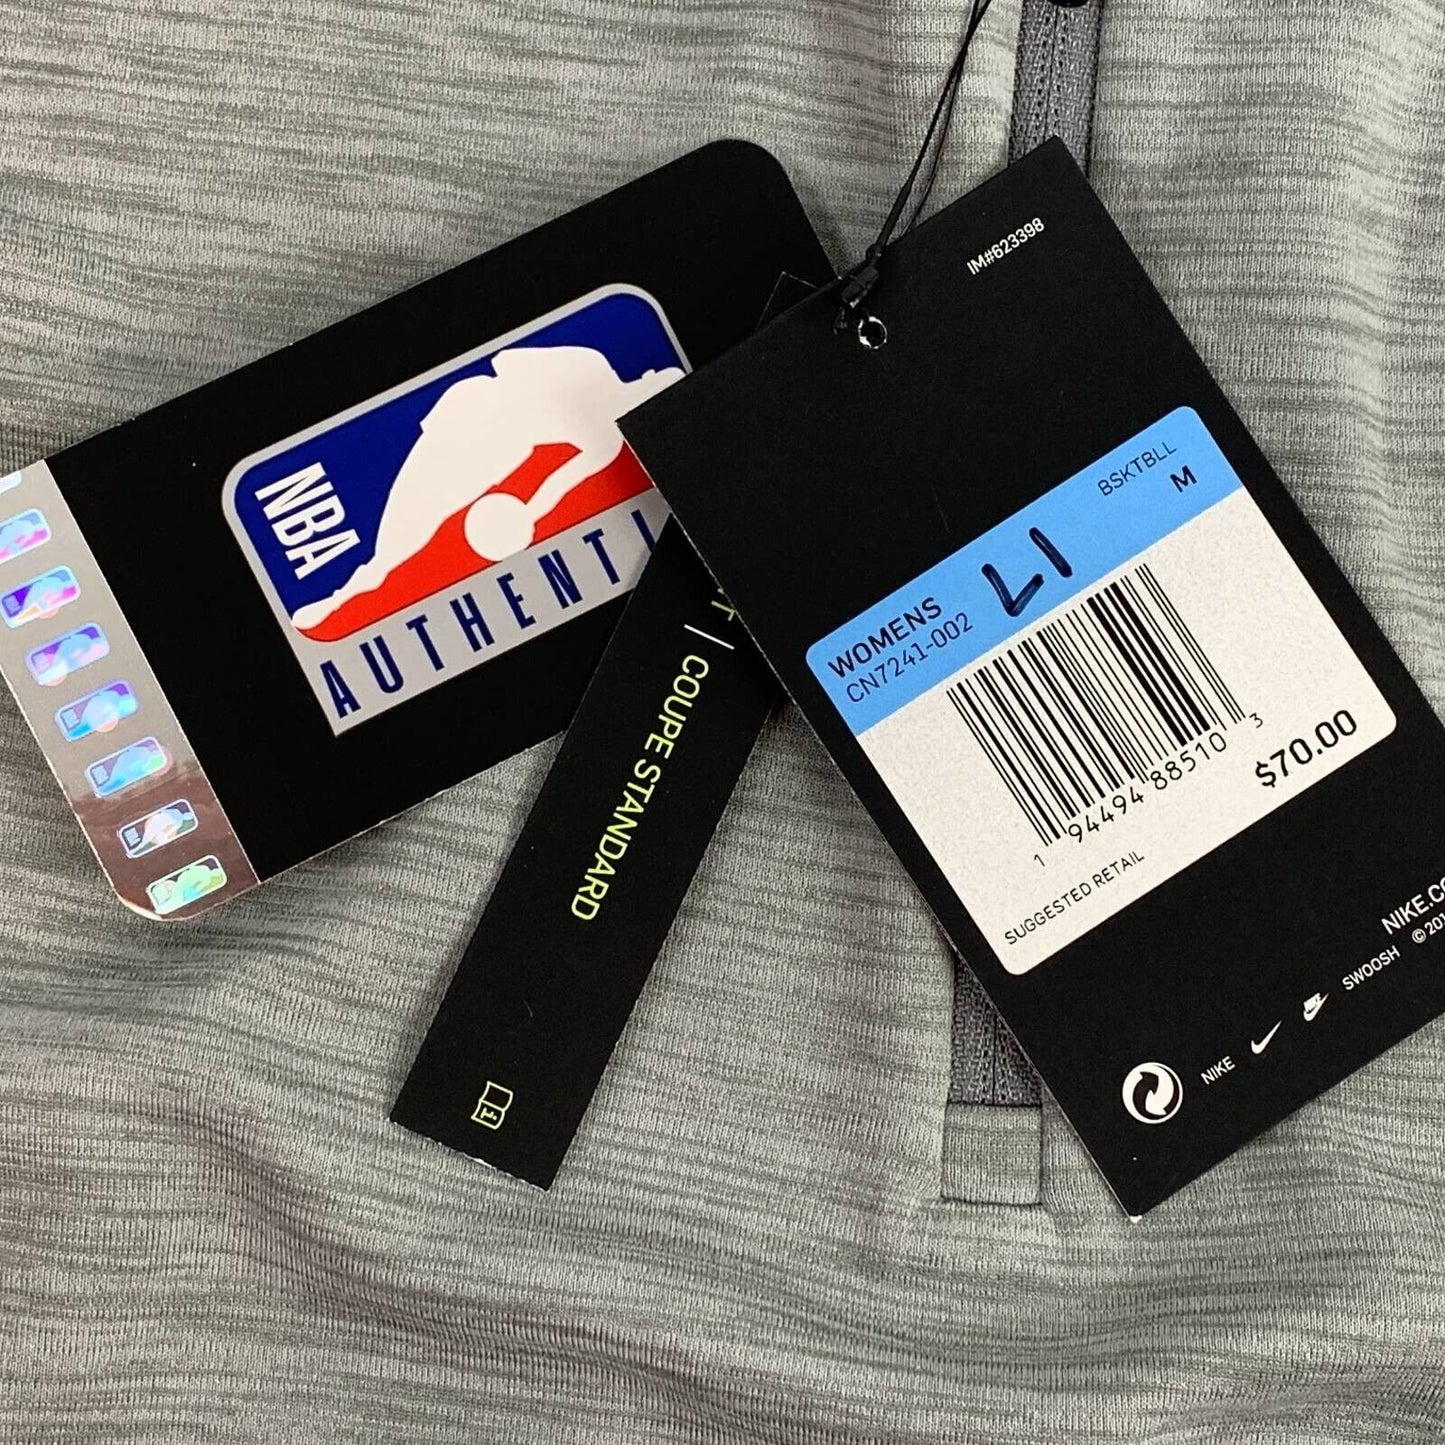 NBA
AUTHENTI
| COUPE STANDARD
IM#623398
BSKTBLL
M
WOMENS
CN7241-002
L1
1 94494 88510 3
$70.00
SUGGESTED RETAIL
NIKE.CO
SWOOSH ©201
NIKE